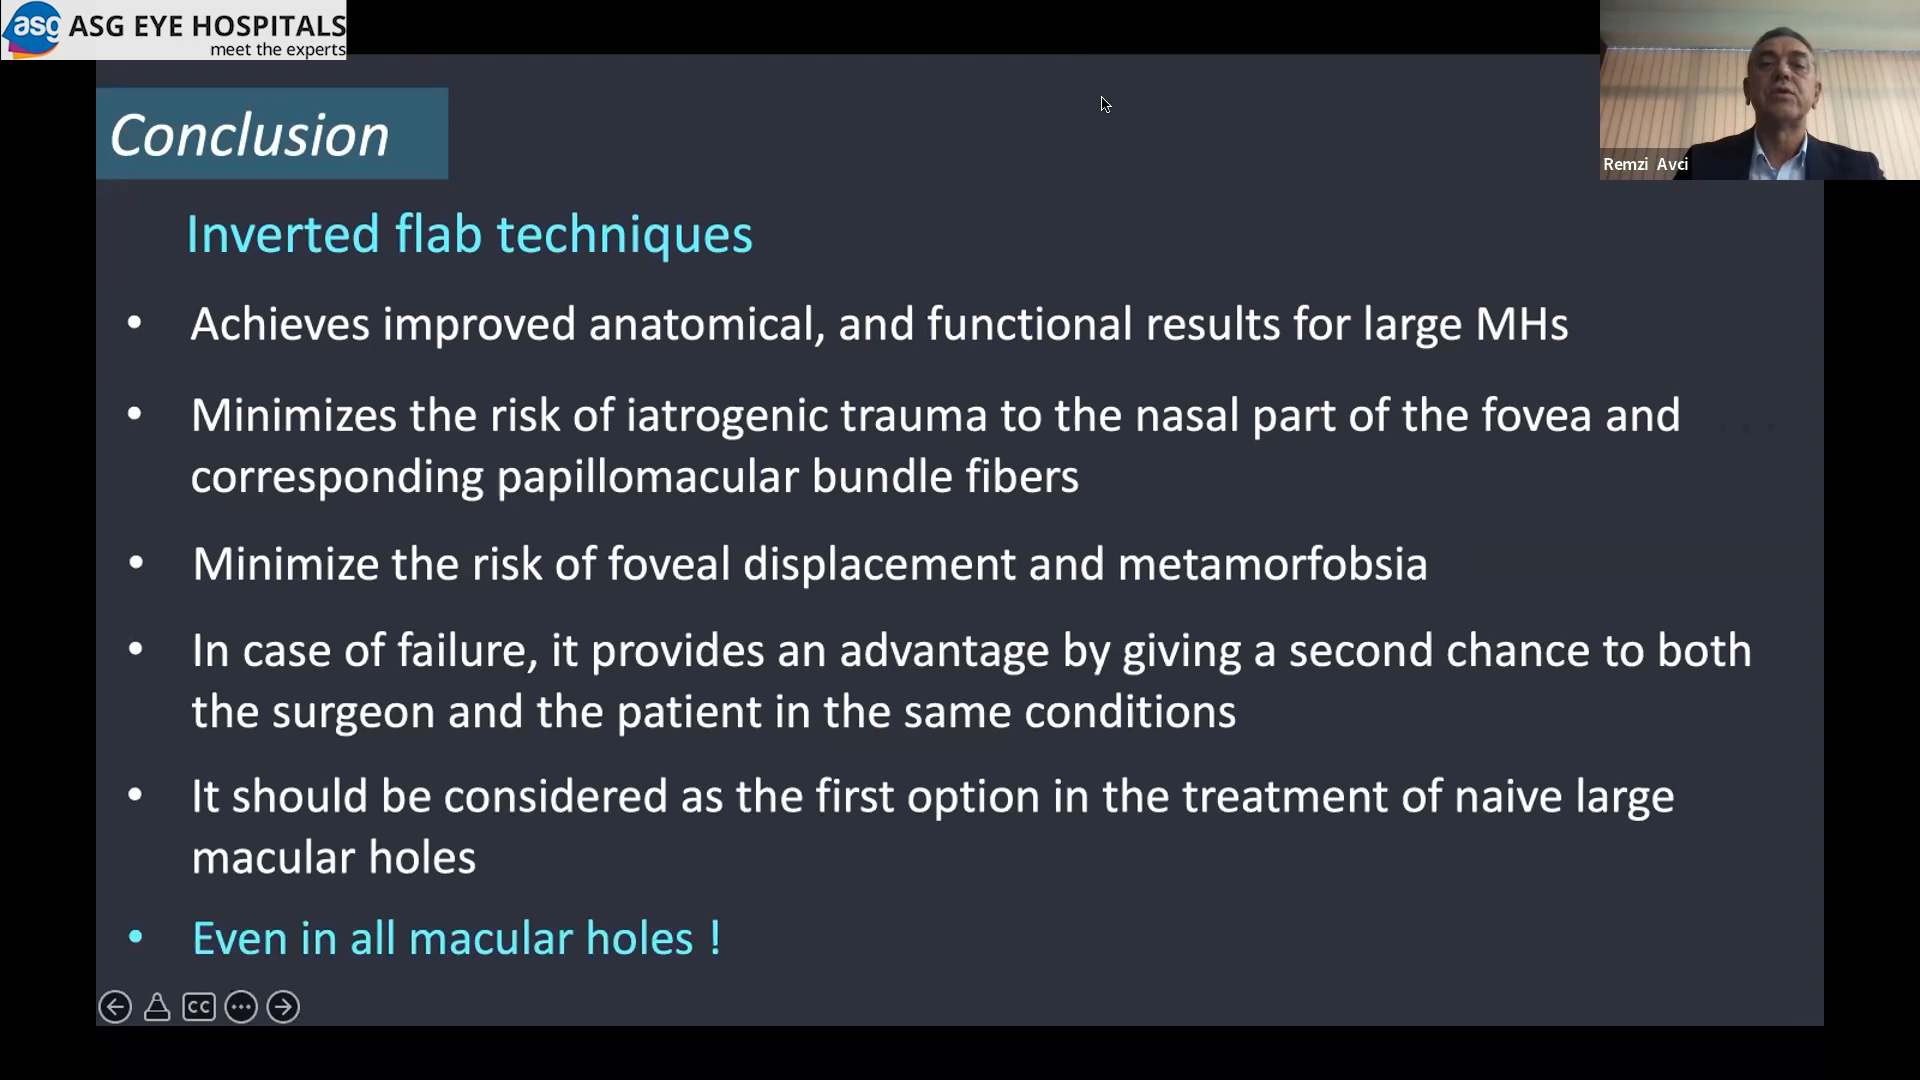 asg ASG EYE HOSPITALS
meet the experts
Remzi Avci
Conclusion
Inverted flab techniques
• Achieves improved anatomical, and functional results for large MHs
• Minimizes the risk of iatrogenic trauma to the nasal part of the fovea and
corresponding papillomacular bundle fibers
• Minimize the risk of foveal displacement and metamorfobsia
• In case of failure, it provides an advantage by giving a second chance to both
the surgeon and the patient in the same conditions
• It should be considered as the first option in the treatment of naive large
macular holes
• Even in all macular holes !
CC